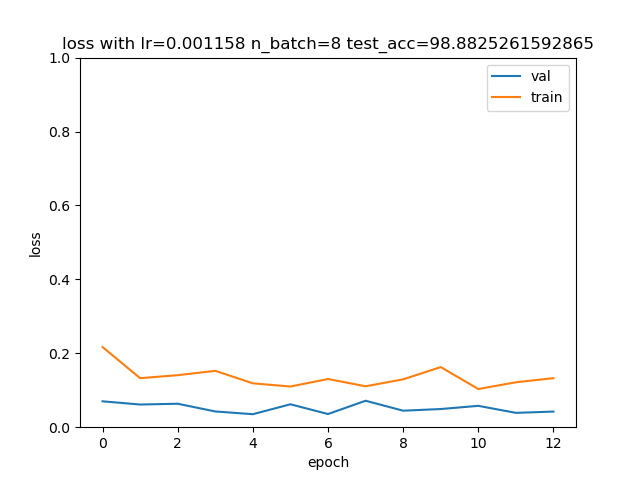 loss with lr=0.001158 n_batch=8 test_acc=98.8825261592865
1.0
val
train
0.8
0.6
loss
0.4
0.2
0.0
0 2 4 6 8 10 12
epoch